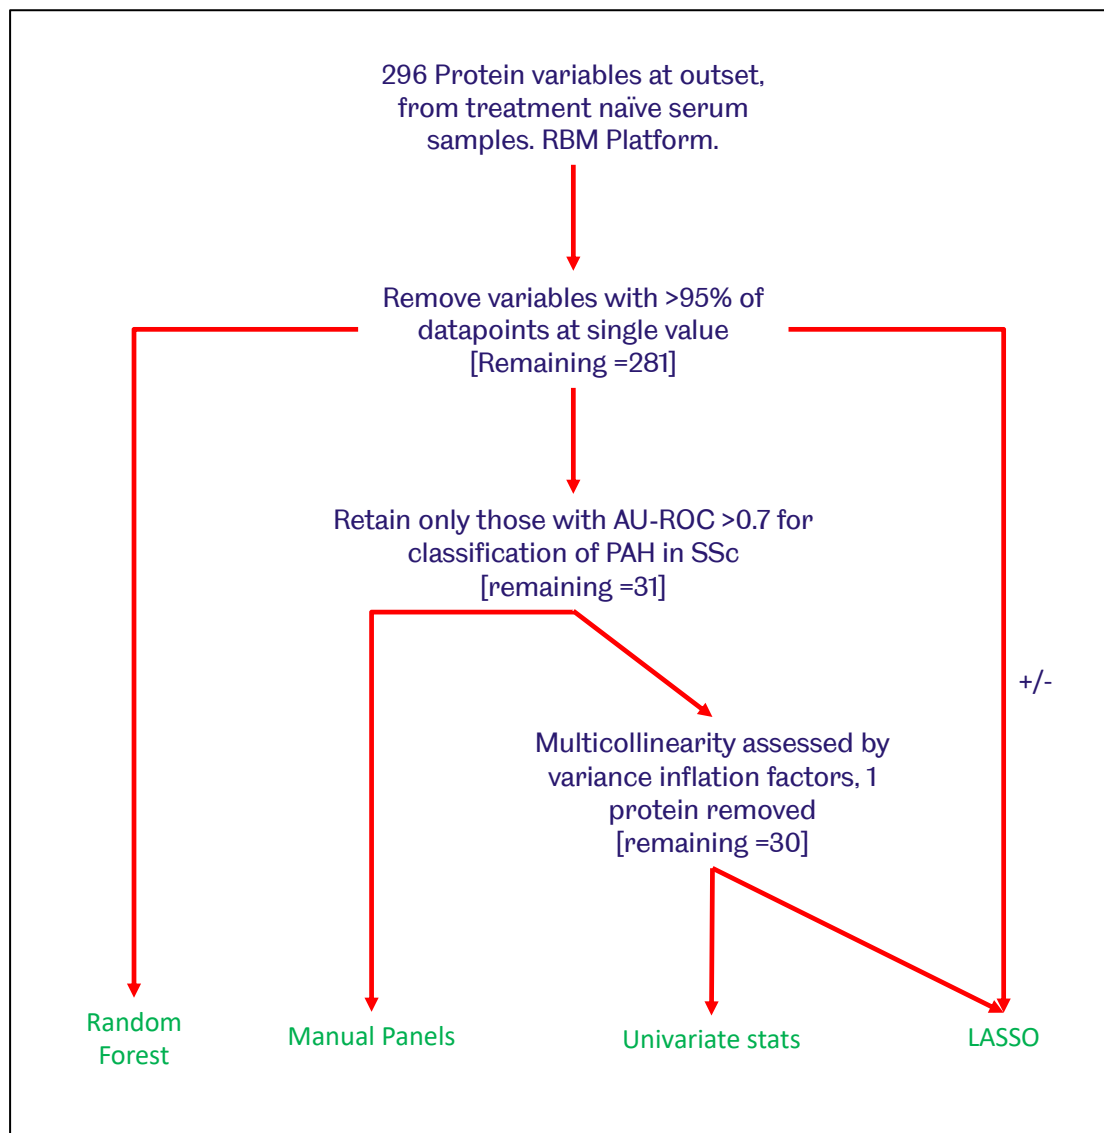 296 Protein variables at outset,
from treatment naïve serum
samples. RBM Platform.
Remove variables with >95% of
datapoints at single value
[Remaining =281]
Retain only those with AU-ROC >0.7 for
classification of PAH in SSc
[remaining =31]
+/-
Multicollinearity assessed by
variance inflation factors, 1
protein removed
[remaining =30]
Random
Forest
Manual Panels
Univariate stats
LASSO